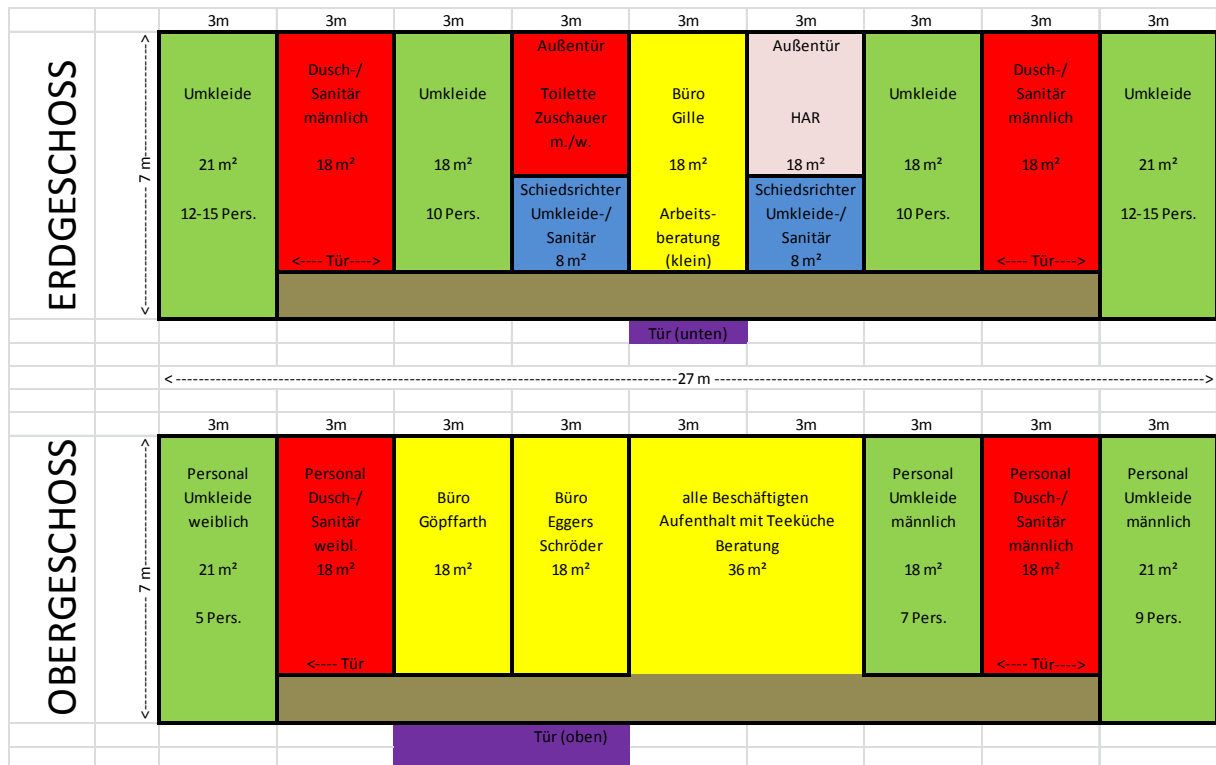 3m 3m 3m 3m 3m 3m 3m 3m 3m
ERDGESCHOSS
<----------------- 7 m----------------->
Umkleide
21 m²
12-15 Pers.
Dusch-/
Sanitär
männlich
18 m²
<---- Tür---->
Umkleide
18 m²
10 Pers.
Außentür
Toilette
Zuschauer
m./w.
Schiedsrichter
Umkleide-/
Sanitär
8 m²
Büro
Gille
18 m²
Arbeits-
beratung
(klein)
Außentür
HAR
18 m²
Schiedsrichter
Umkleide-/
Sanitär
8 m²
Umkleide
18 m²
10 Pers.
Dusch-/
Sanitär
männlich
18 m²
<---- Tür---->
Umkleide
21 m²
12-15 Pers.
Tür (unten)
< -----------------------------------27 m ----------------------------------->
3m 3m 3m 3m 3m 3m 3m 3m 3m
OBERGESCHOSS
<----------------- 7 m----------------->
Personal
Umkleide
weiblich
21 m²
5 Pers.
Personal
Dusch-/
Sanitär
weibl.
18 m²
<---- Tür
Büro
Göpffarth
18 m²
Büro
Eggers
Schröder
18 m²
alle Beschäftigten
Aufenthalt mit Teeküche
Beratung
36 m²
Personal
Umkleide
männlich
18 m²
7 Pers.
Personal
Dusch-/
Sanitär
männlich
18 m²
<---- Tür---->
Personal
Umkleide
männlich
21 m²
9 Pers.
Tür (oben)